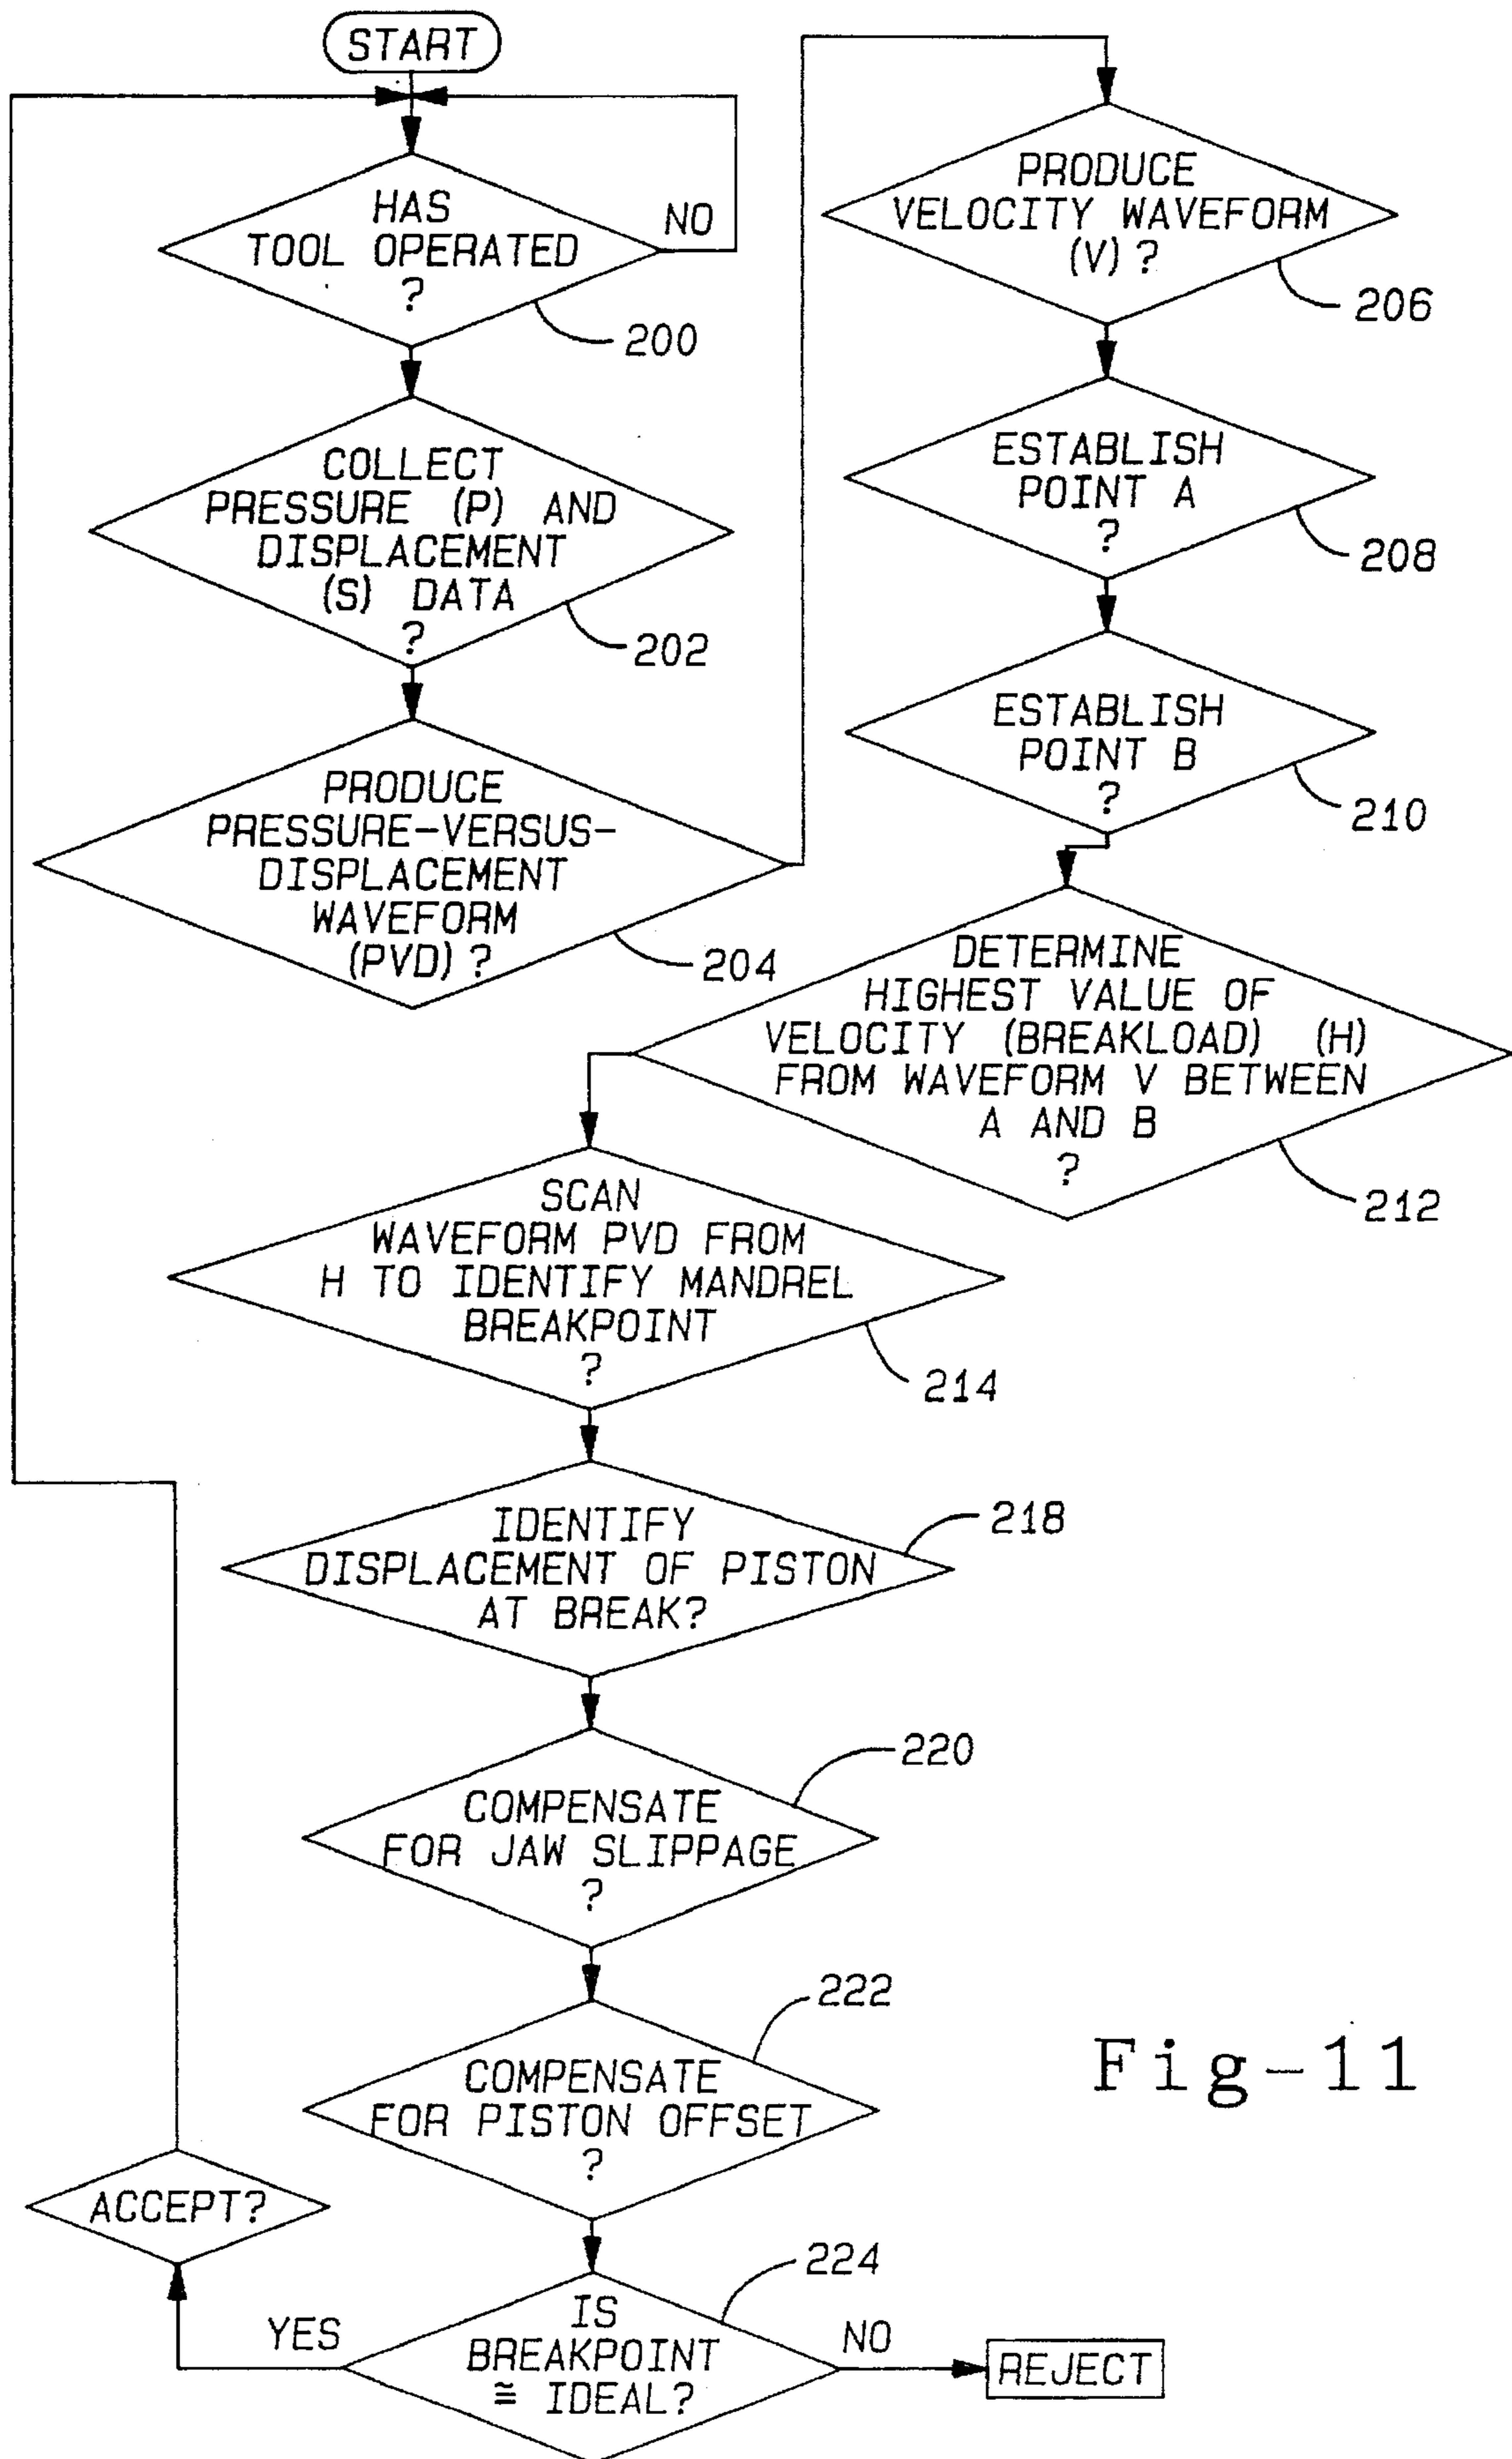 START
HAS
TOOL OPERATED
?
NO
200
COLLECT
PRESSURE (P) AND
DISPLACEMENT
(S) DATA
?
202
PRODUCE
PRESSURE-VERSUS-
DISPLACEMENT
WAVEFORM
(PVD)?
204
PRODUCE
VELOCITY WAVEFORM
(V)?
206
ESTABLISH
POINT A
?
208
ESTABLISH
POINT B
?
210
DETERMINE
HIGHEST VALUE OF
VELOCITY (BREAKLOAD) (H)
FROM WAVEFORM V BETWEEN
A AND B
?
212
SCAN
WAVEFORM PVD FROM
H TO IDENTIFY MANDREL
BREAKPOINT
?
214
IDENTIFY
DISPLACEMENT OF PISTON
AT BREAK?
218
COMPENSATE
FOR JAW SLIPPAGE
?
220
COMPENSATE
FOR PISTON OFFSET
?
222
IS
BREAKPOINT
≅ IDEAL?
224
YES
ACCEPT?
NO
REJECT
Fig-11